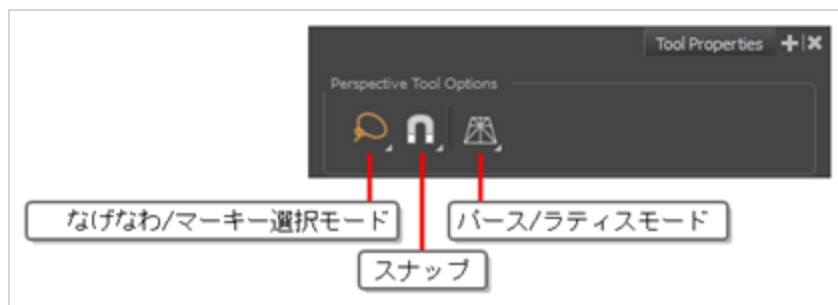 Tool Properties
Perspective Tool Options
なげなわ/マーキー選択モード
パース/ラティスモード
スナップ